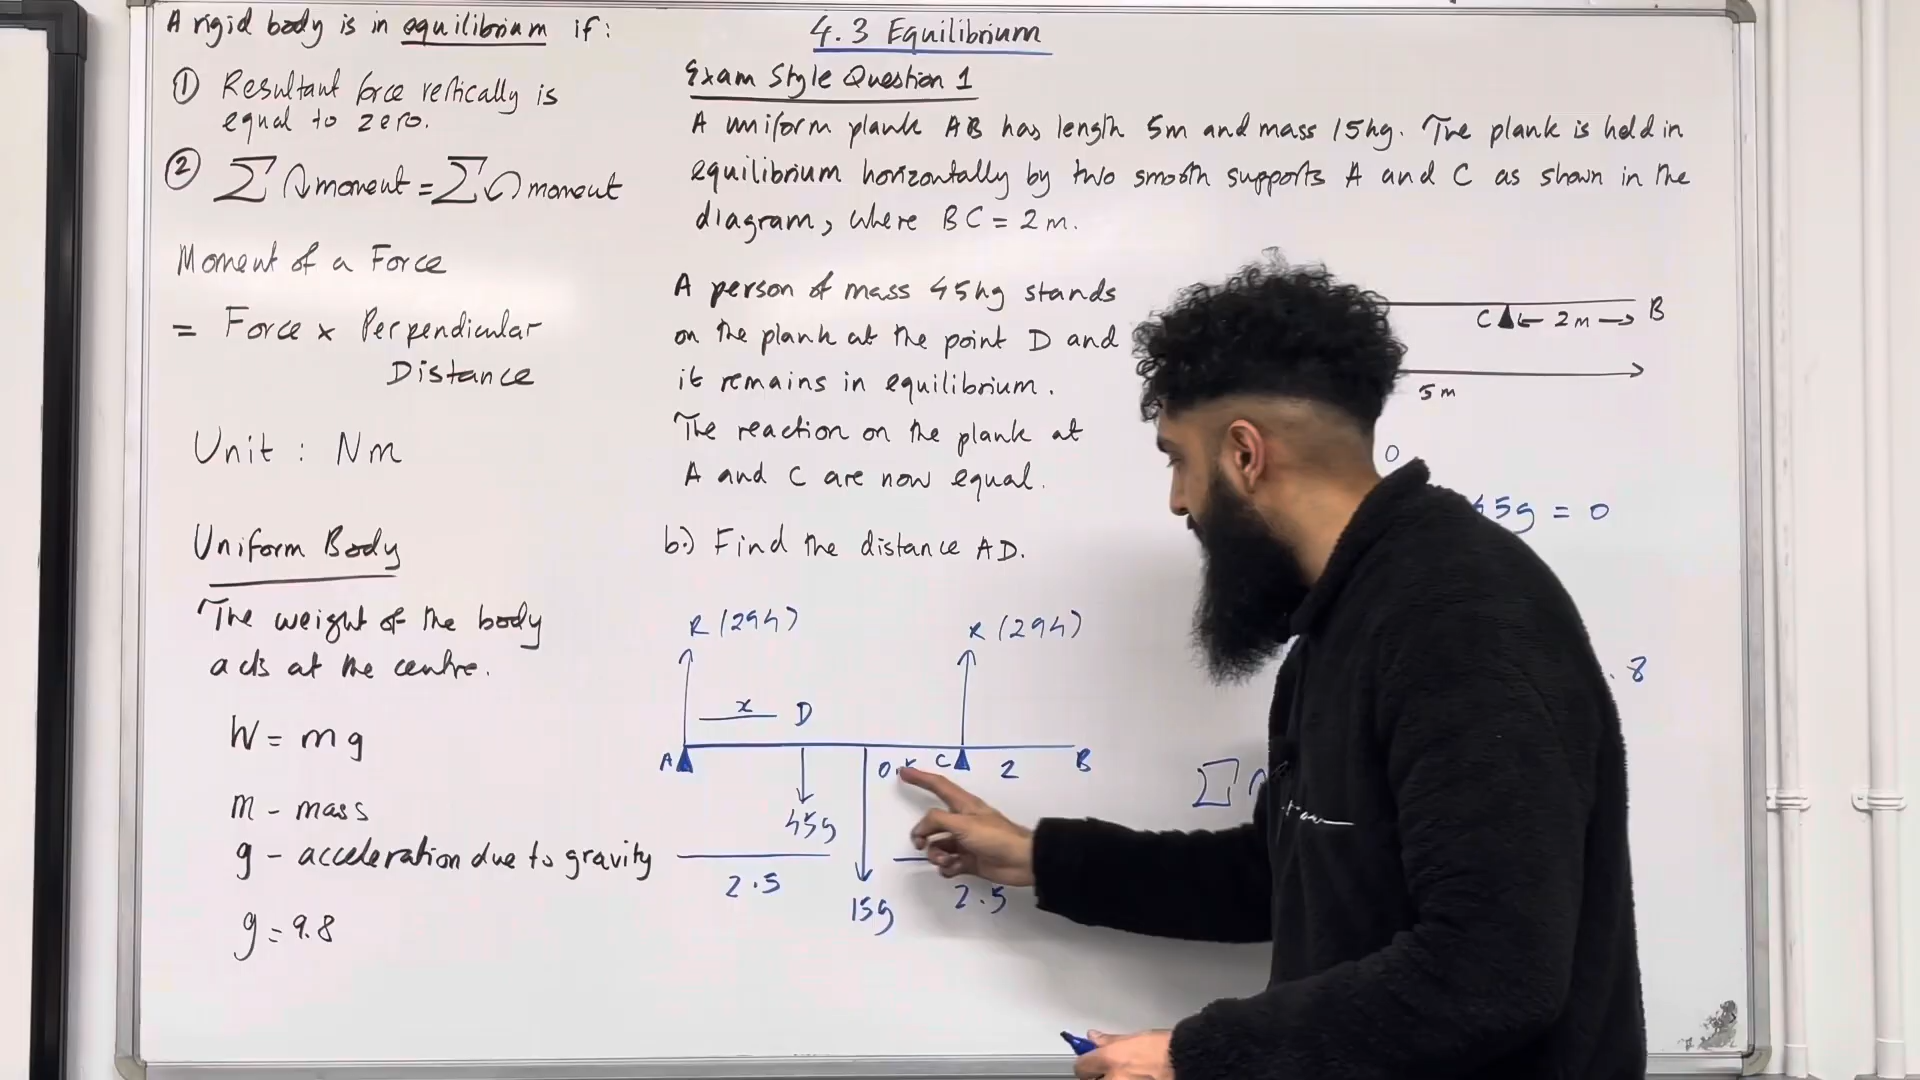 A rigid body is in equilibrium if:
① Resultant force vertically is
equal to zero.
② ∑ ↻ moment = ∑ ↺ moment
Moment of a Force
= Force x Perpendicular
Distance
Unit : Nm
Uniform Body
The weight of the body
acts at the centre.
W = mg
m - mass
g - acceleration due to gravity
g = 9.8
4.3 Equilibrium
Exam Style Question 1
A uniform plank AB has length 5m and mass 15kg. The plank is held in
equilibrium horizontally by two smooth supports A and C as shown in the
diagram, where BC = 2m.
A person of mass 45kg stands
on the plank at the point D and
it remains in equilibrium.
The reaction on the plank at
A and C are now equal.
b.) Find the distance AD.
R (294) R (294)
x D
A C 2 B
45g
2.5 15g 2.5
C ← 2m → B
5m
0
5g = 0
. 8
∑